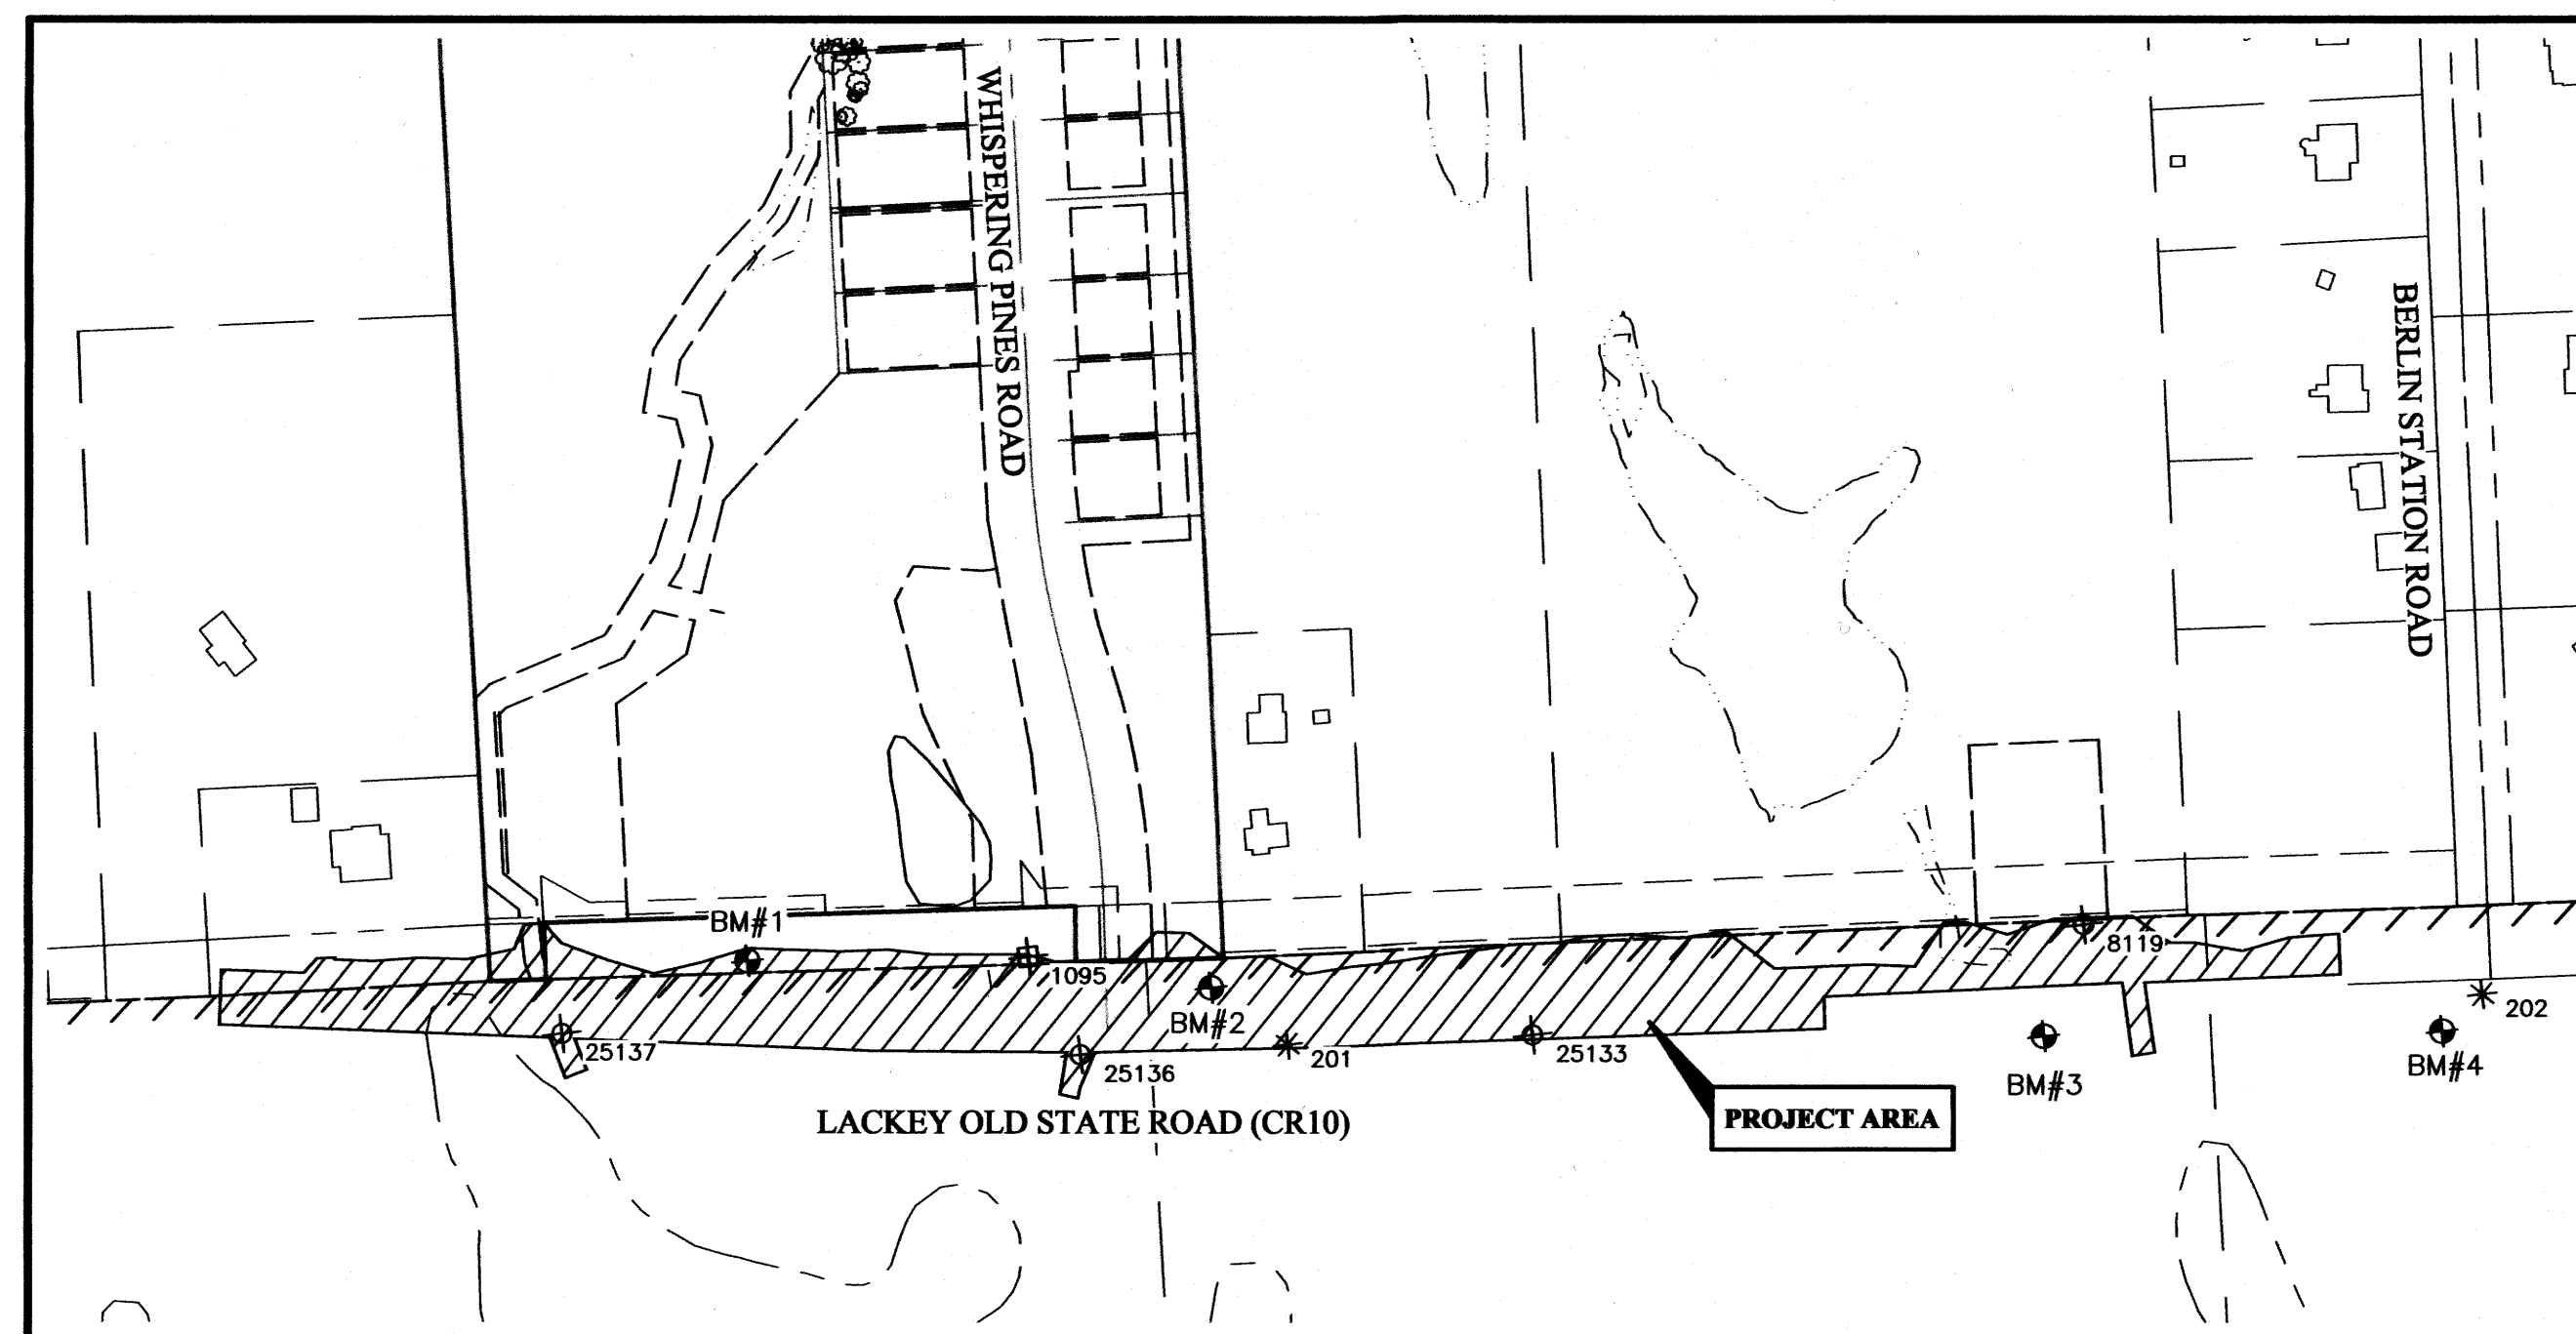 WHISPERING PINES ROAD
BERLIN STATION ROAD
BM#1
8119
1095
202
BM#2
25137
201
25133
25136
BM#3
BM#4
LACKEY OLD STATE ROAD (CR10)
PROJECT AREA